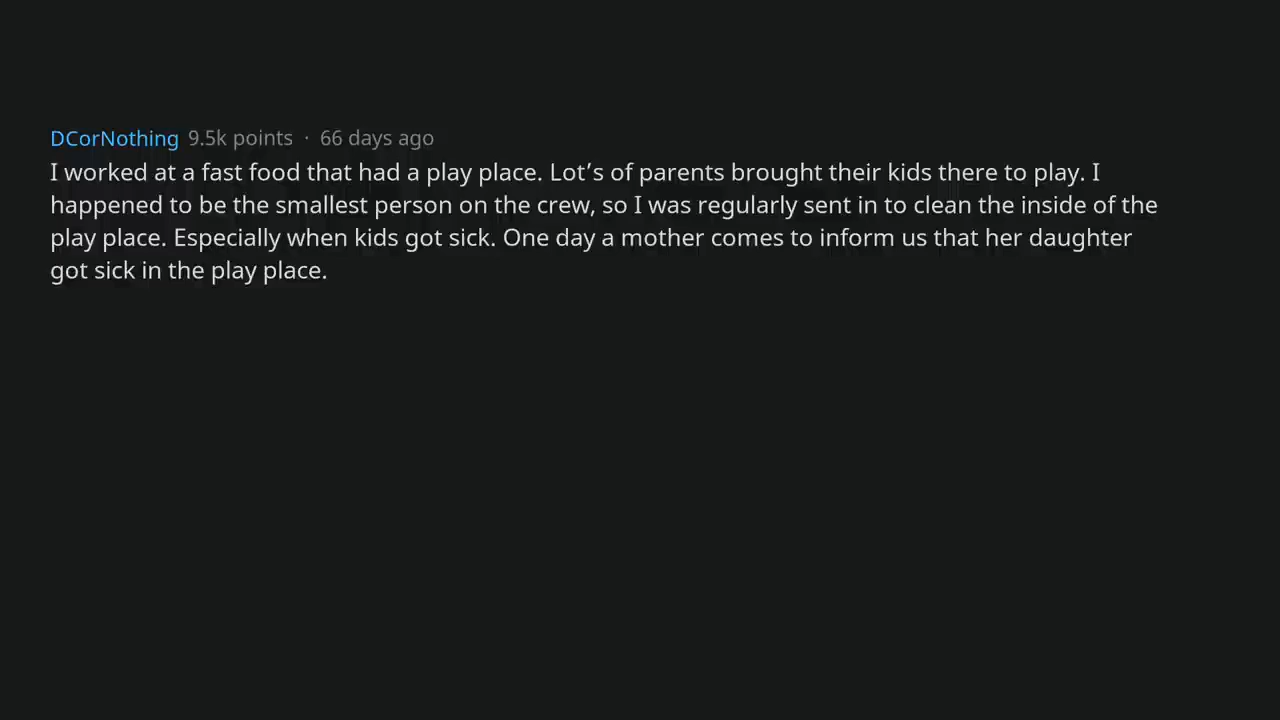 DCorNothing 9.5k points · 66 days ago
I worked at a fast food that had a play place. Lot’s of parents brought their kids there to play. I
happened to be the smallest person on the crew, so I was regularly sent in to clean the inside of the
play place. Especially when kids got sick. One day a mother comes to inform us that her daughter
got sick in the play place.